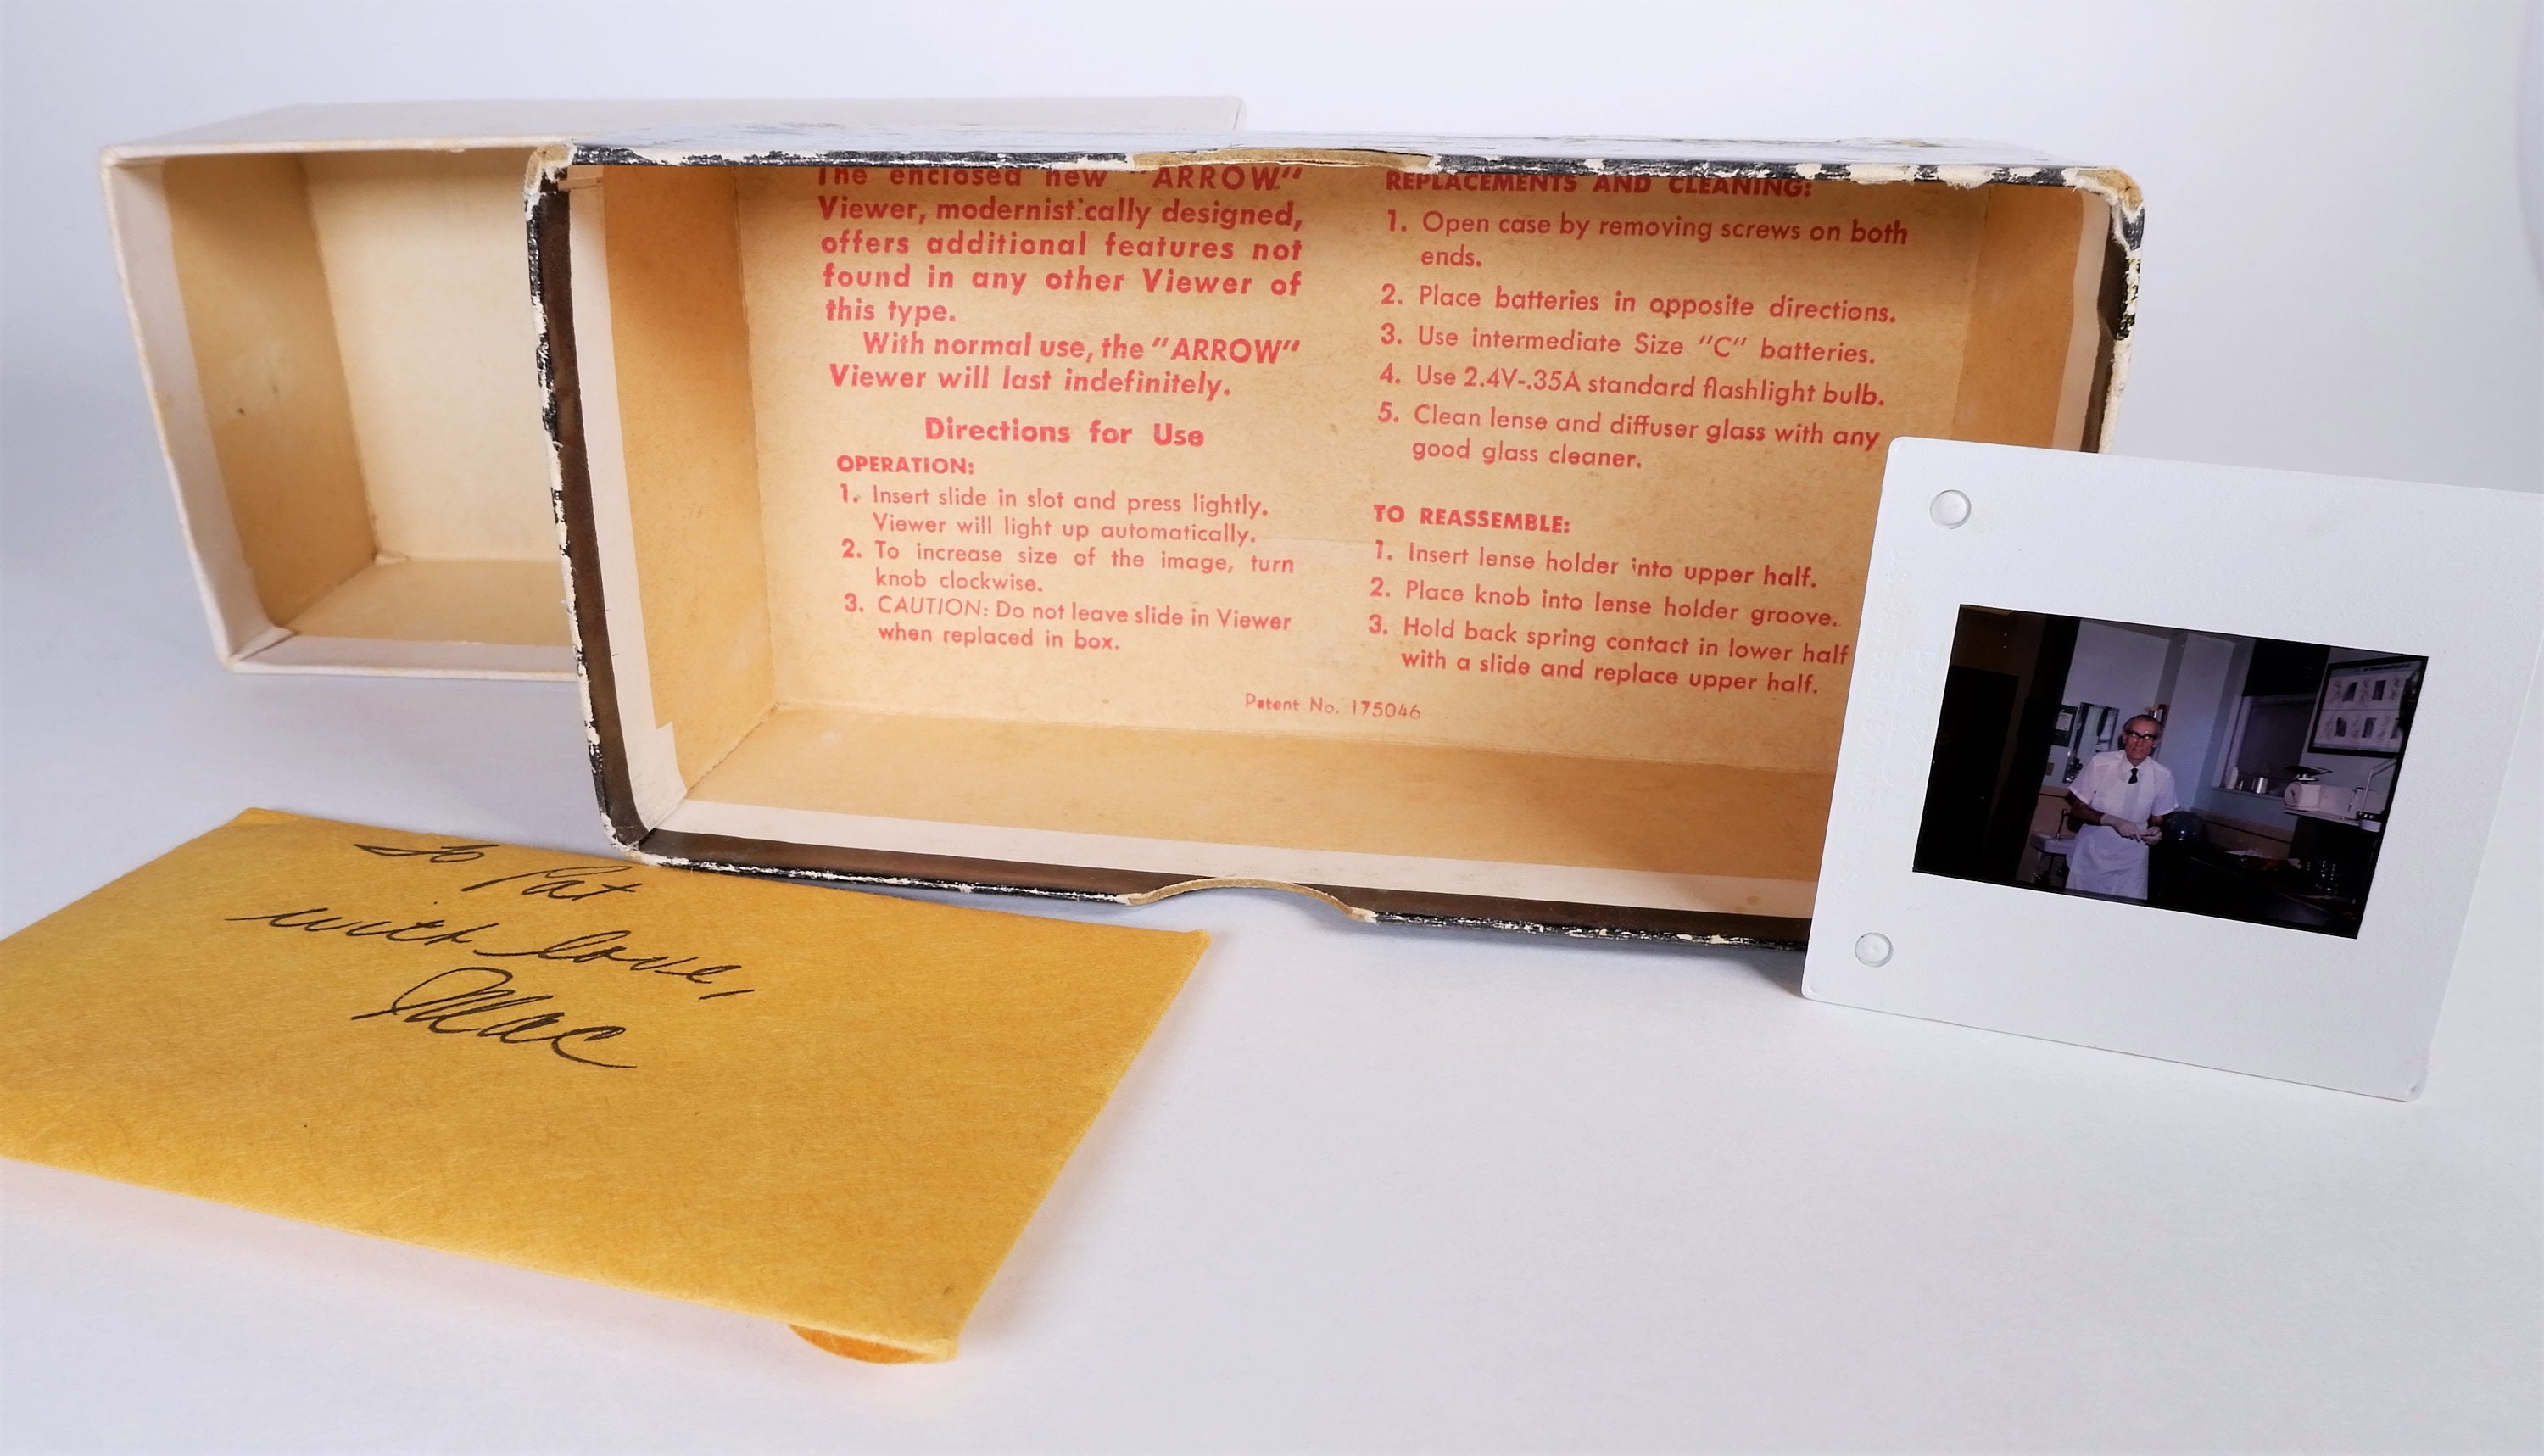 The enclosed new "ARROW"
Viewer, modernist:cally designed,
offers additional features not
found in any other Viewer of
this type.
With normal use, the "ARROW"
Viewer will last indefinitely.
Directions for Use
OPERATION:
1. Insert slide in slot and press lightly.
Viewer will light up automatically.
2. To increase size of the image, turn
knob clockwise.
3. CAUTION: Do not leave slide in Viewer
when replaced in box.
REPLACEMENTS AND CLEANING:
1. Open case by removing screws on both
ends.
2. Place batteries in opposite directions.
3. Use intermediate Size "C" batteries.
4. Use 2.4V-.35A standard flashlight bulb.
5. Clean lense and diffuser glass with any
good glass cleaner.
TO REASSEMBLE:
1. Insert lense holder into upper half.
2. Place knob into lense holder groove.
3. Hold back spring contact in lower half
with a slide and replace upper half.
Patent No. 175046
to Pat
with love,
Mac